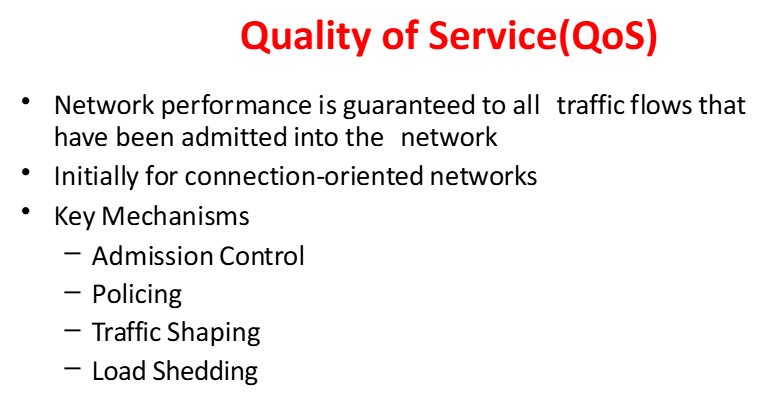 Quality of Service(QoS)
• Network performance is guaranteed to all traffic flows that
have been admitted into the network
• Initially for connection-oriented networks
• Key Mechanisms
– Admission Control
– Policing
– Traffic Shaping
– Load Shedding